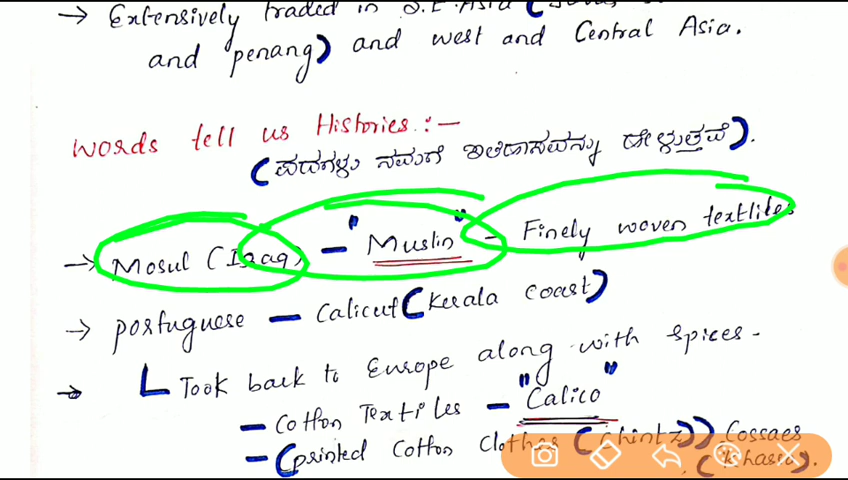 → Extensively traded in S.E. Asia (
and penang) and west and Central Asia.
words tell us Histories:-
(ಪದಗಳು ನಮಗೆ ಇತಿಹಾಸವನ್ನು ಹೇಳುತ್ತವೆ).
→ Mosul (Iraq) - "Muslin" - Finely woven textiles
→ portuguese - Calicut (Kerala coast)
→ Took back to Europe along with spices -
- Cotton Textiles - "Calico"
- (printed Cotton Clothes (chintz)) Cossaes
(khassa).